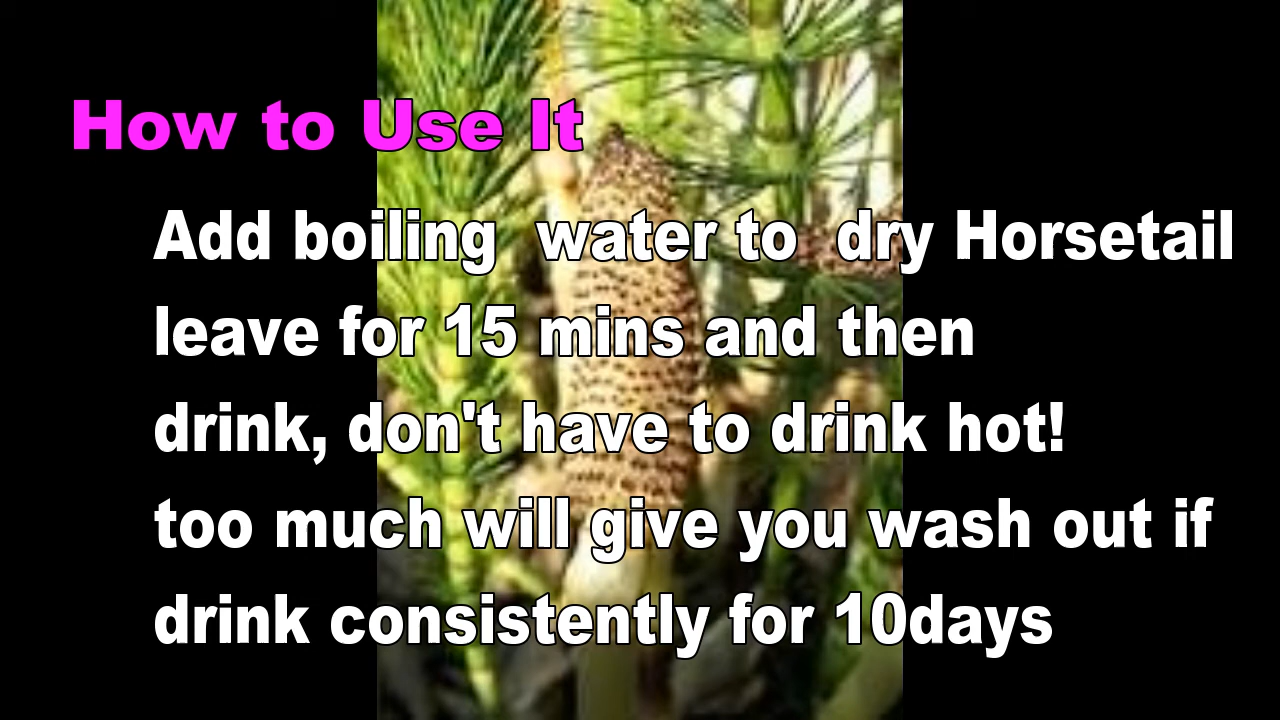 How to Use It
Add boiling  water to  dry Horsetail
leave for 15 mins and then
drink, don't have to drink hot!
too much will give you wash out if
drink consistently for 10days